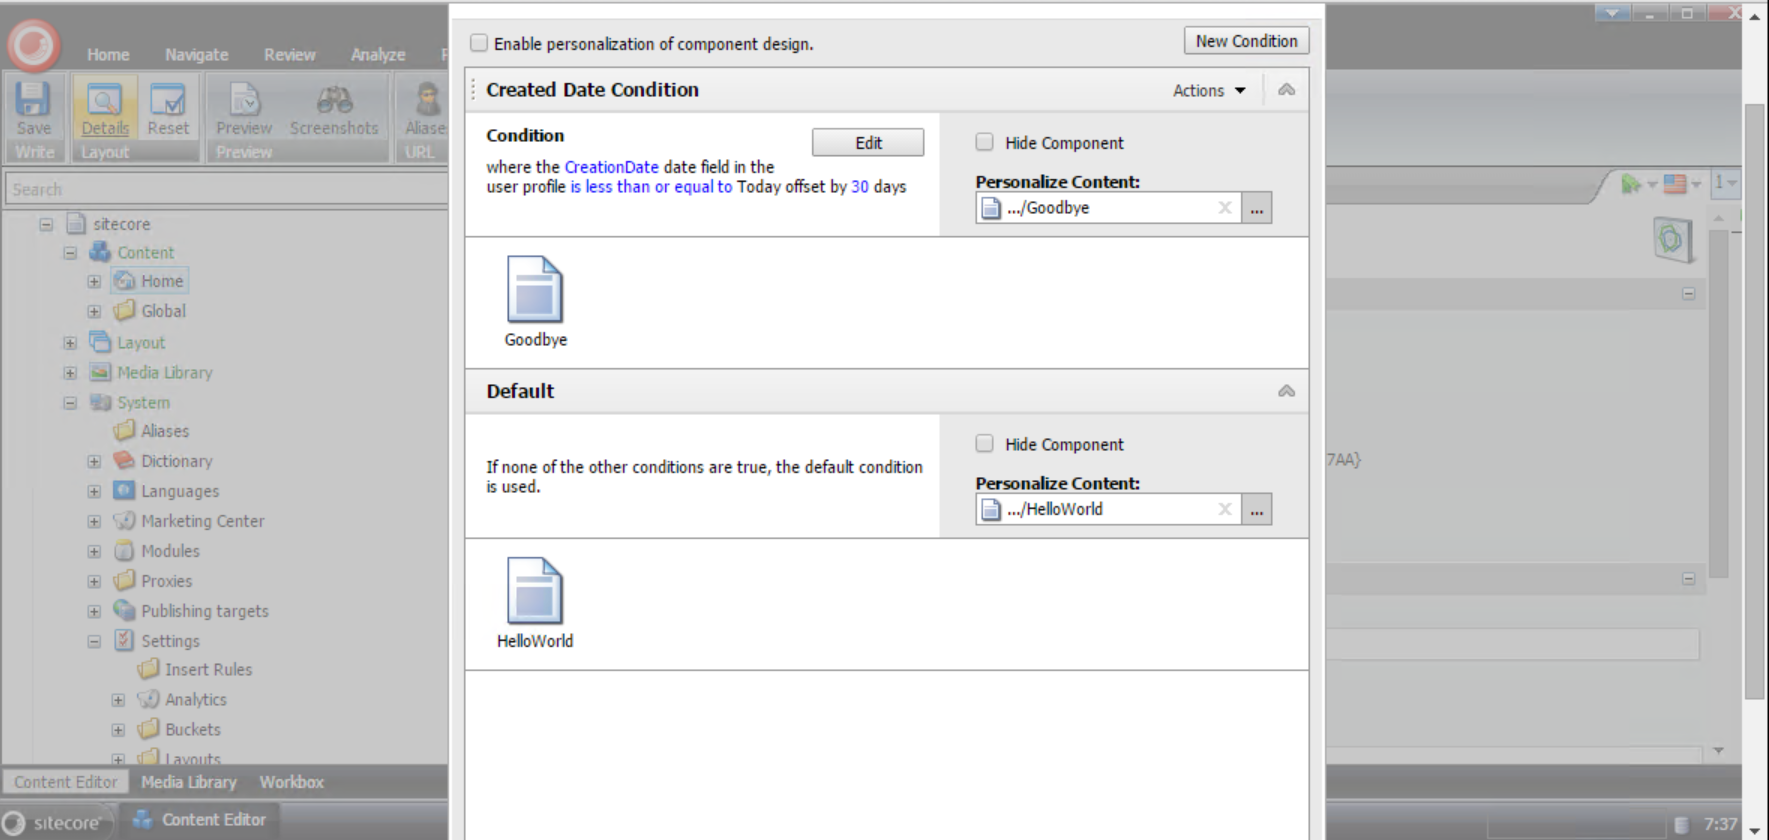 Home Navigate Review Analyze
Save
Write
Details Reset
Layout
Preview Screenshots
Preview
Aliase
URL
Search
sitecore
Content
Home
Global
Layout
Media Library
System
Aliases
Dictionary
Languages
Marketing Center
Modules
Proxies
Publishing targets
Settings
Insert Rules
Analytics
Buckets
Layouts
Content Editor Media Library Workbox
sitecore Content Editor
Enable personalization of component design.
New Condition
Created Date Condition
Actions
Condition
Edit
where the CreationDate date field in the
user profile is less than or equal to Today offset by 30 days
Hide Component
Personalize Content:
.../Goodbye
...
Goodbye
Default
If none of the other conditions are true, the default condition
is used.
Hide Component
Personalize Content:
.../HelloWorld
...
HelloWorld
1
7AA}
7:37